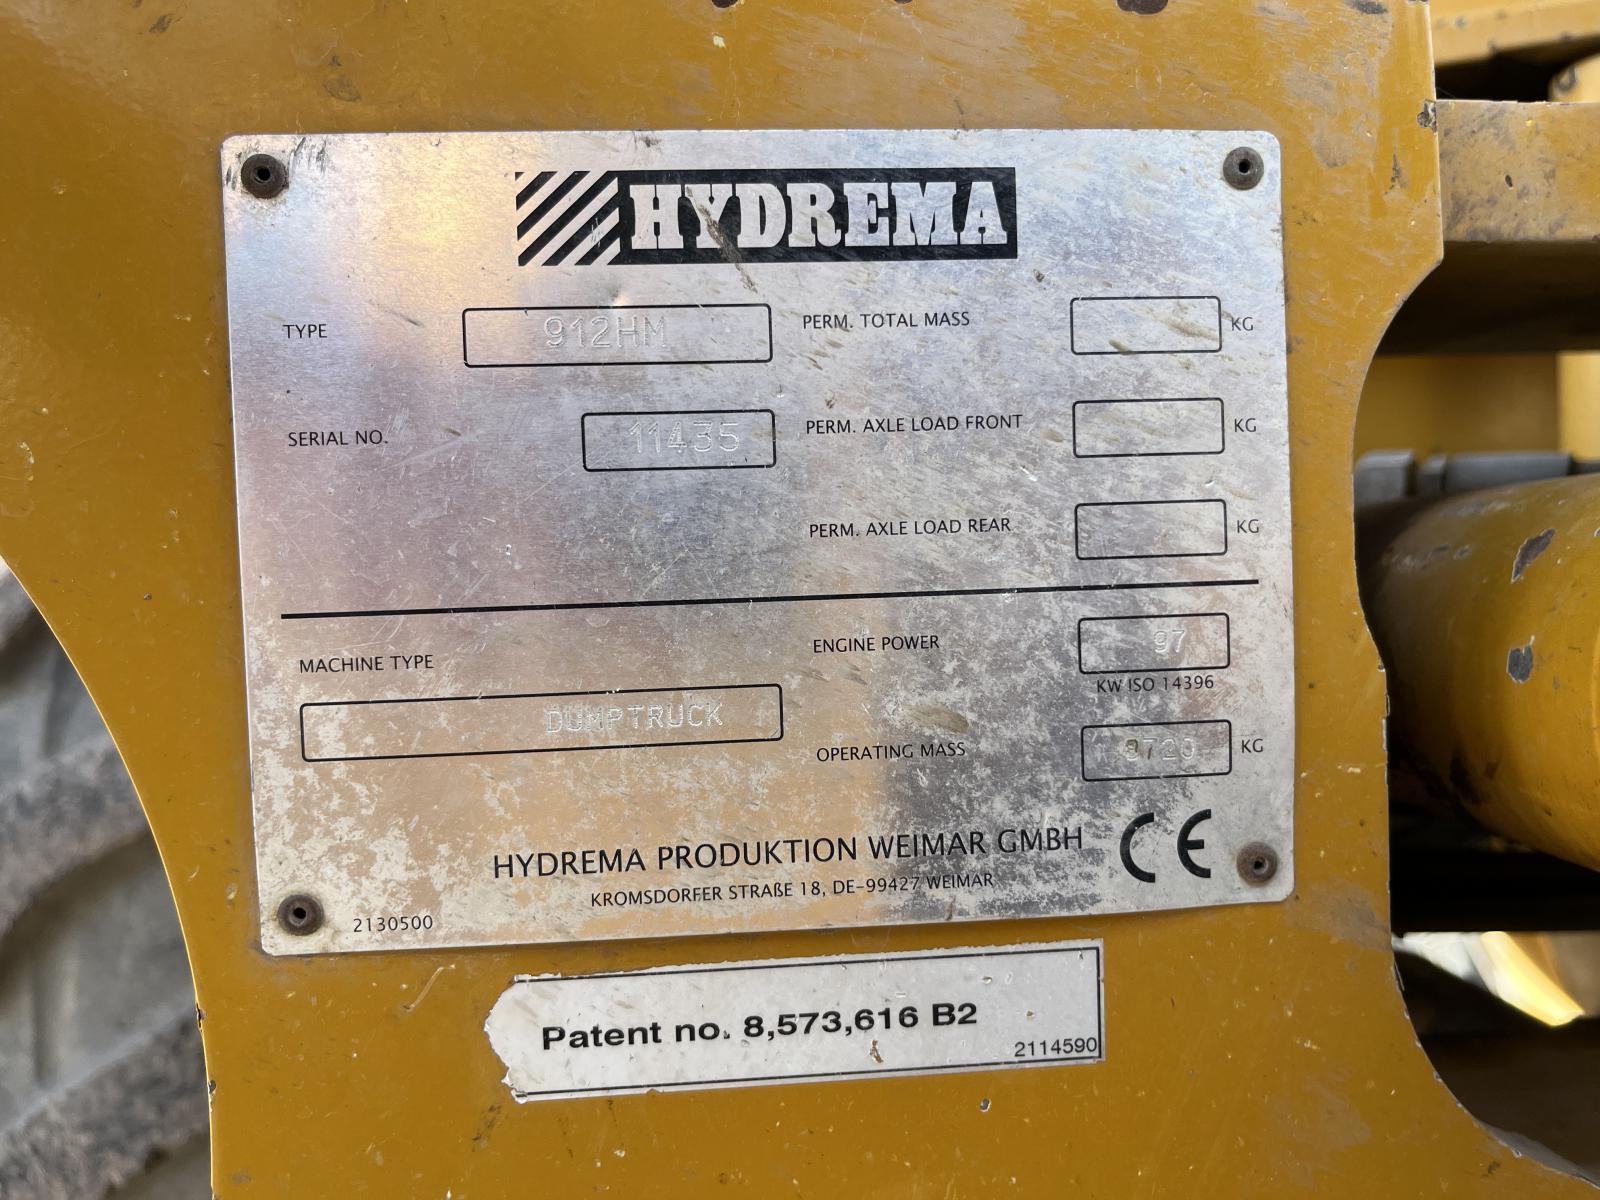 HYDREMA
TYPE 912HM
SERIAL NO. 11435
PERM. TOTAL MASS KG
PERM. AXLE LOAD FRONT KG
PERM. AXLE LOAD REAR KG
MACHINE TYPE
DUMPTRUCK
ENGINE POWER 97
KW ISO 14396
OPERATING MASS KG
HYDREMA PRODUKTION WEIMAR GMBH CE
KROMSDORFER STRAßE 18, DE-99427 WEIMAR
2130500
Patent no. 8,573,616 B2
2114590